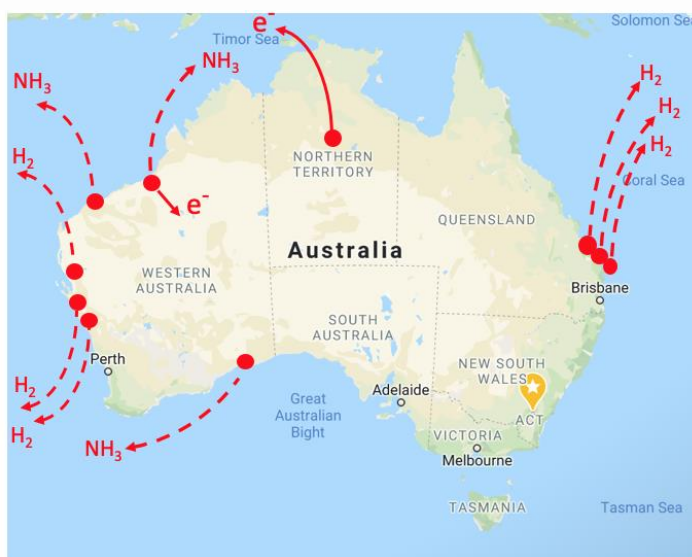 e-
Timor Sea
Solomon Sea
NH₃
NH₃
H₂
H₂
H₂
H₂
NORTHERN
TERRITORY
e-
Coral Sea
QUEENSLAND
Australia
WESTERN
AUSTRALIA
Brisbane
SOUTH
AUSTRALIA
Perth
NEW SOUTH
WALES
Great
Australian
Bight
Adelaide
ACT
H₂
H₂
NH₃
VICTORIA
Melbourne
TASMANIA
Tasman Sea